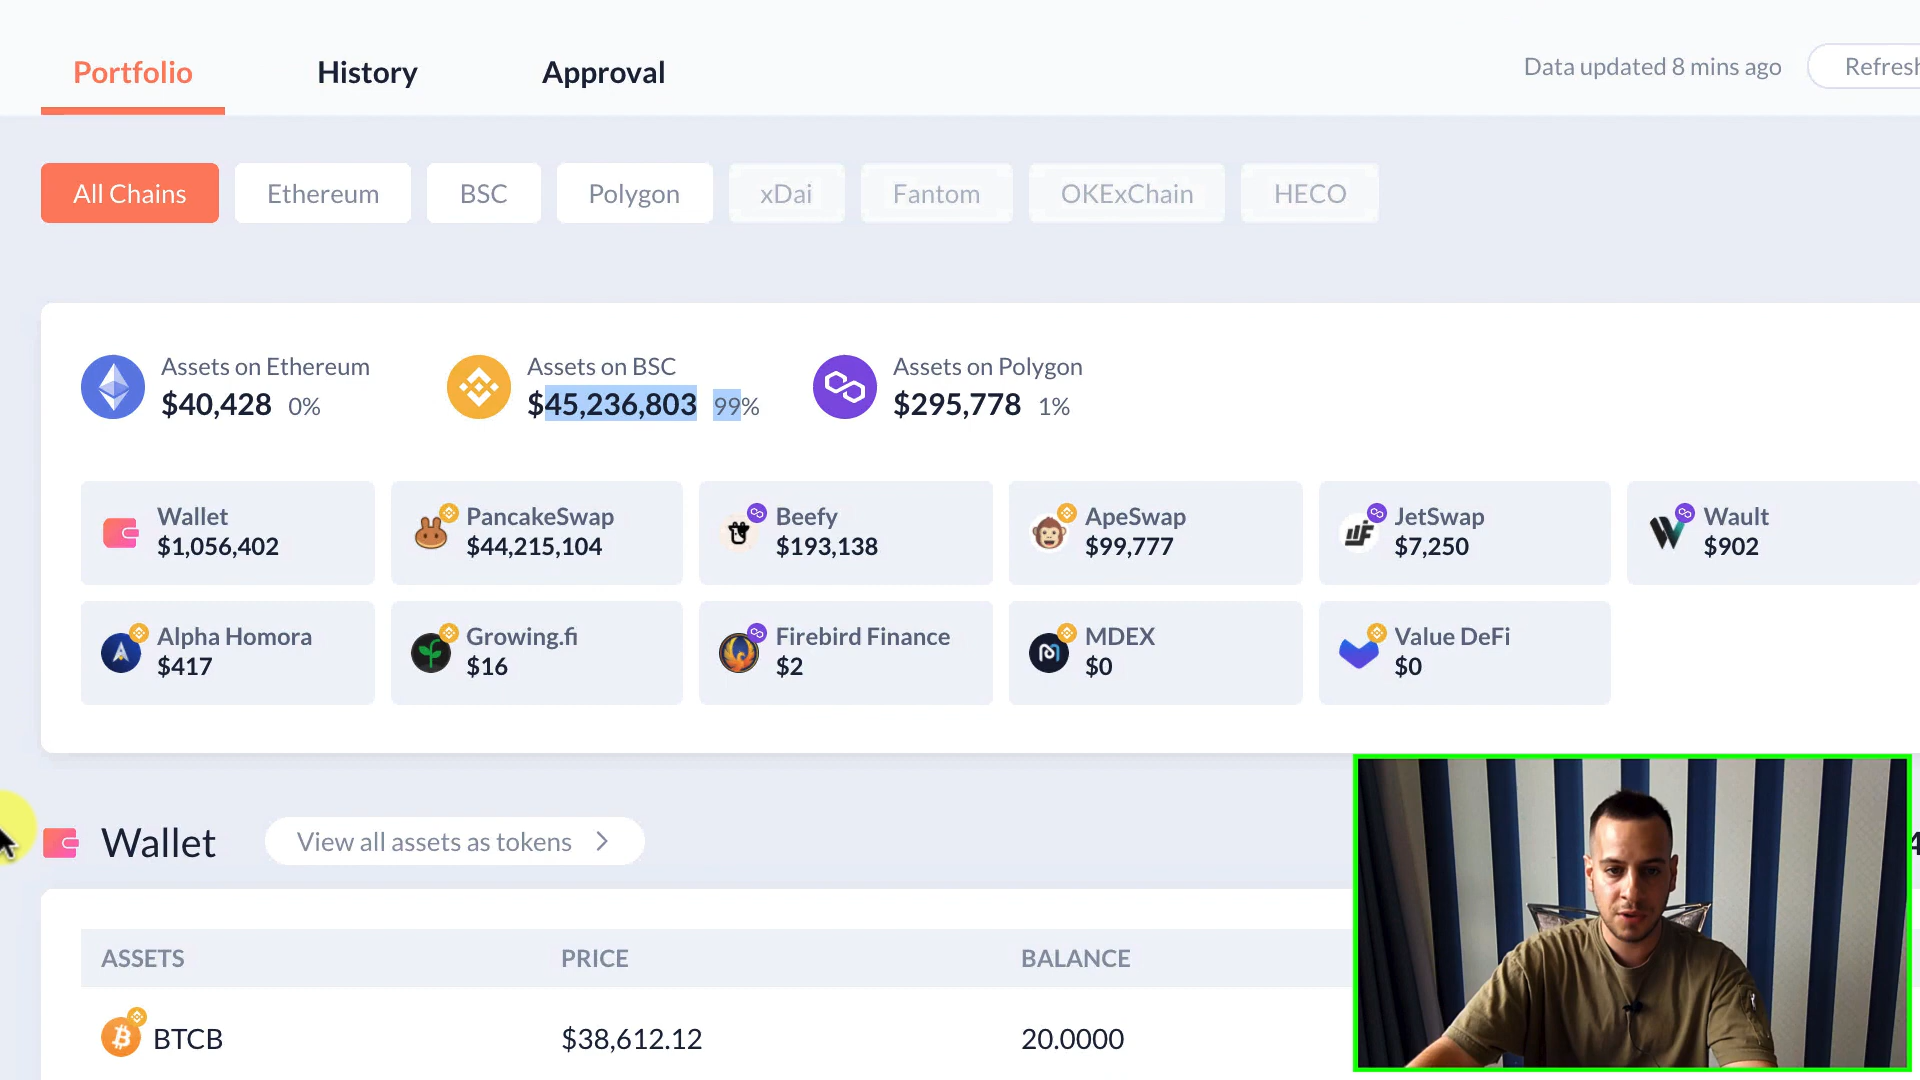 Portfolio
History
Approval
Data updated 8 mins ago
Refresh
All Chains
Ethereum
BSC
Polygon
xDai
Fantom
OKExChain
HECO
Assets on Ethereum
$40,428 0%
Assets on BSC
$45,236,803 99%
Assets on Polygon
$295,778 1%
Wallet
$1,056,402
PancakeSwap
$44,215,104
Beefy
$193,138
ApeSwap
$99,777
JetSwap
$7,250
Wault
$902
Alpha Homora
$417
Growing.fi
$16
Firebird Finance
$2
MDEX
$0
Value DeFi
$0
Wallet
View all assets as tokens
ASSETS
PRICE
BALANCE
BTCB
$38,612.12
20.0000